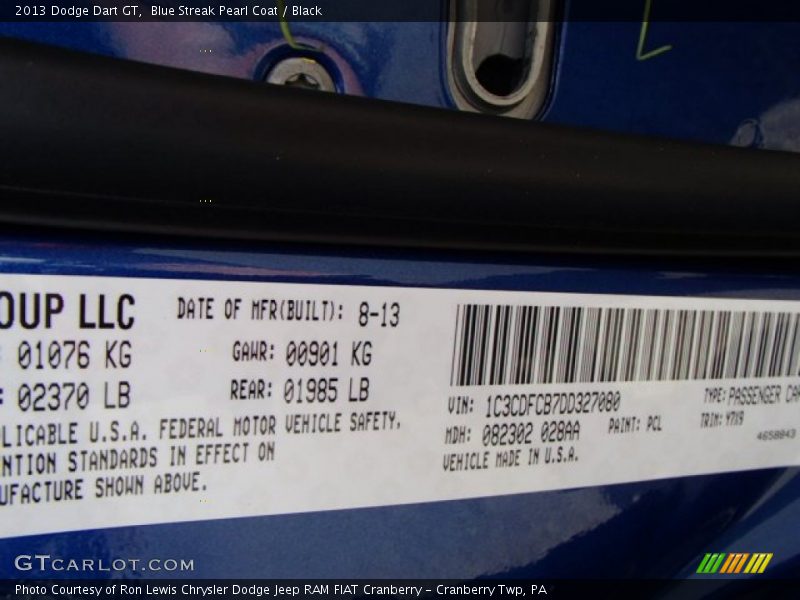 2013 Dodge Dart GT, Blue Streak Pearl Coat / Black
OUP LLC
DATE OF MFR(BUILT): 8-13
: 01076 KG
GAWR: 00901 KG
: 02370 LB
REAR: 01985 LB
LICABLE U.S.A. FEDERAL MOTOR VEHICLE SAFETY,
NTION STANDARDS IN EFFECT ON
UFACTURE SHOWN ABOVE.
VIN: 1C3CDFCB7DD327080
TYPE: PASSENGER CAR
MDH: 082302 028AA
PAINT: PCL
TRIM: Y7X9
VEHICLE MADE IN U.S.A.
4658843
GTCARLOT.COM
Photo Courtesy of Ron Lewis Chrysler Dodge Jeep RAM FIAT Cranberry – Cranberry Twp, PA